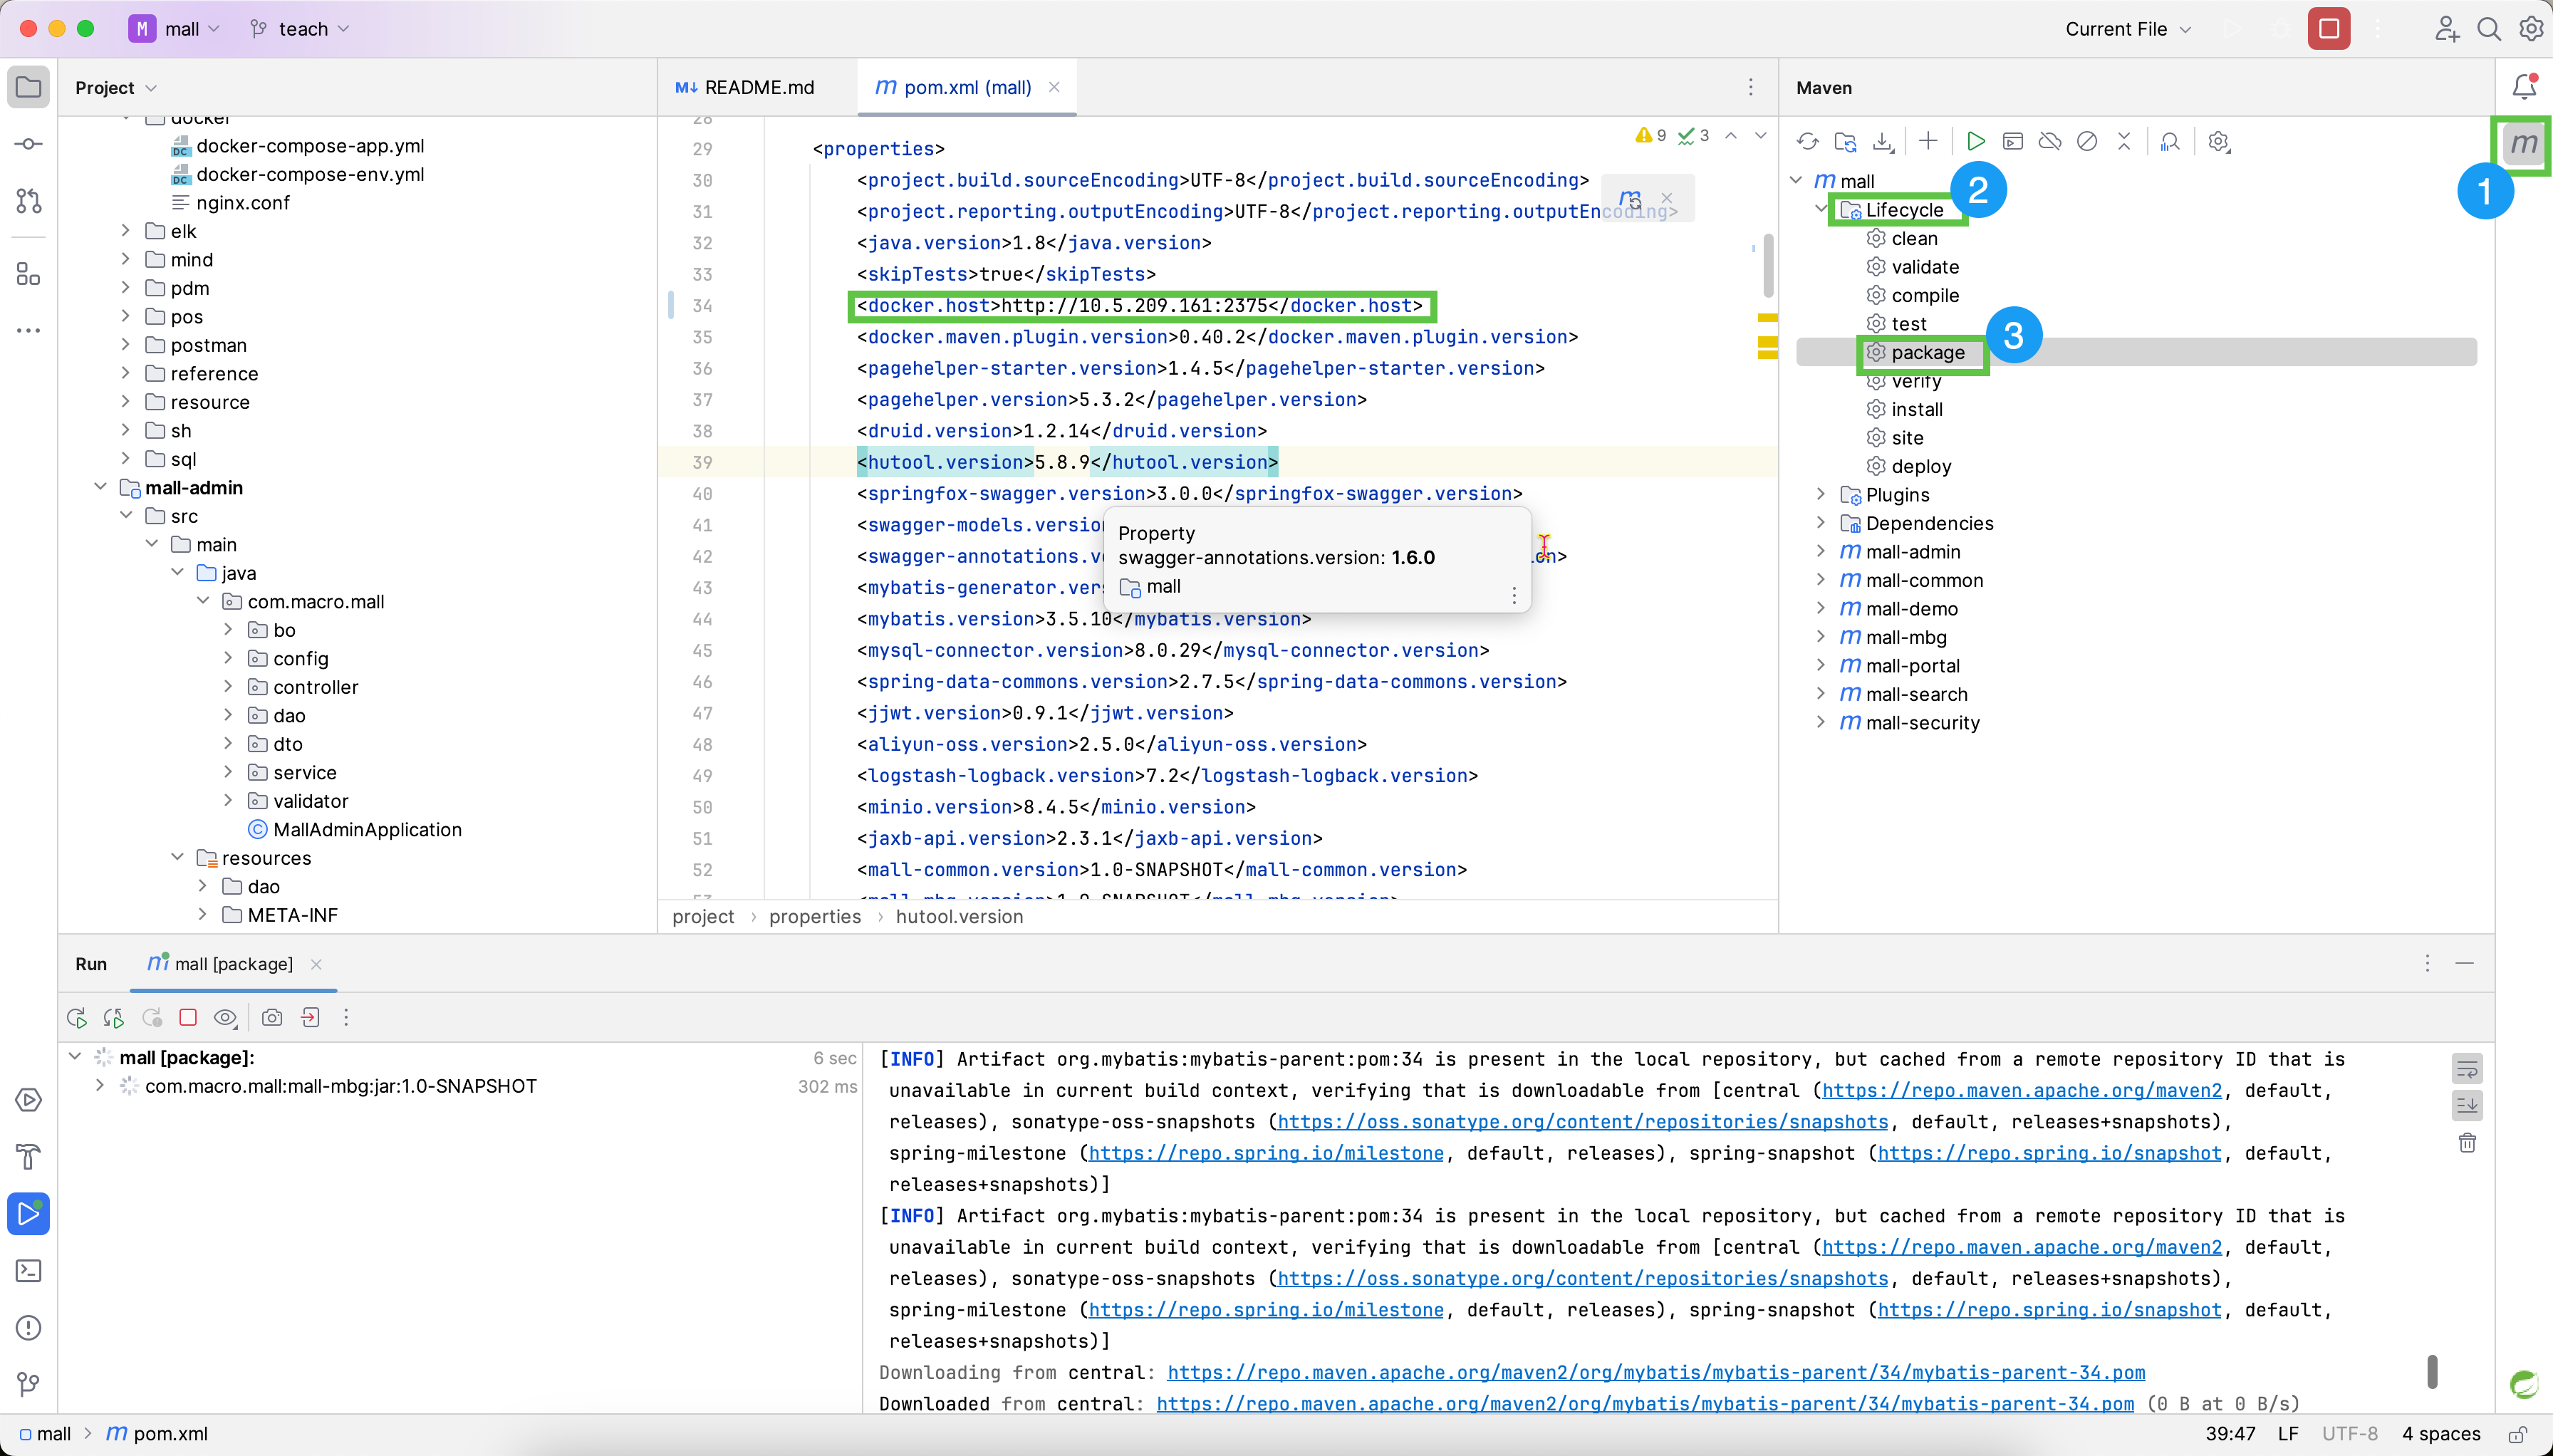 M mall teach Current File
Project
docker
docker-compose-app.yml
docker-compose-env.yml
nginx.conf
elk
mind
pdm
pos
postman
reference
resource
sh
sql
mall-admin
src
main
java
com.macro.mall
bo
config
controller
dao
dto
service
validator
MallAdminApplication
resources
dao
META-INF
README.md
pom.xml (mall)
9 3
28
29 <properties>
30 <project.build.sourceEncoding>UTF-8</project.build.sourceEncoding>
31 <project.reporting.outputEncoding>UTF-8</project.reporting.outputEncoding>
32 <java.version>1.8</java.version>
33 <skipTests>true</skipTests>
34 <docker.host>http://10.5.209.161:2375</docker.host>
35 <docker.maven.plugin.version>0.40.2</docker.maven.plugin.version>
36 <pagehelper-starter.version>1.4.5</pagehelper-starter.version>
37 <pagehelper.version>5.3.2</pagehelper.version>
38 <druid.version>1.2.14</druid.version>
39 <hutool.version>5.8.9</hutool.version>
40 <springfox-swagger.version>3.0.0</springfox-swagger.version>
41 <swagger-models.version
42 <swagger-annotations.ve on>
43 <mybatis-generator.vers
44 <mybatis.version>3.5.10</mybatis.version>
45 <mysql-connector.version>8.0.29</mysql-connector.version>
46 <spring-data-commons.version>2.7.5</spring-data-commons.version>
47 <jjwt.version>0.9.1</jjwt.version>
48 <aliyun-oss.version>2.5.0</aliyun-oss.version>
49 <logstash-logback.version>7.2</logstash-logback.version>
50 <minio.version>8.4.5</minio.version>
51 <jaxb-api.version>2.3.1</jaxb-api.version>
52 <mall-common.version>1.0-SNAPSHOT</mall-common.version>
53 <mall-mbg.version>1.0-SNAPSHOT</mall-mbg.version>
Property
swagger-annotations.version: 1.6.0
mall
project > properties > hutool.version
Maven
m
1
mall
Lifecycle
2
clean
validate
compile
test
package
3
verify
install
site
deploy
Plugins
Dependencies
mall-admin
mall-common
mall-demo
mall-mbg
mall-portal
mall-search
mall-security
Run mall [package]
mall [package]: 6 sec
com.macro.mall:mall-mbg:jar:1.0-SNAPSHOT 302 ms
[INFO] Artifact org.mybatis:mybatis-parent:pom:34 is present in the local repository, but cached from a remote repository ID that is
unavailable in current build context, verifying that is downloadable from [central (https://repo.maven.apache.org/maven2, default,
releases), sonatype-oss-snapshots (https://oss.sonatype.org/content/repositories/snapshots, default, releases+snapshots),
spring-milestone (https://repo.spring.io/milestone, default, releases), spring-snapshot (https://repo.spring.io/snapshot, default,
releases+snapshots)]
[INFO] Artifact org.mybatis:mybatis-parent:pom:34 is present in the local repository, but cached from a remote repository ID that is
unavailable in current build context, verifying that is downloadable from [central (https://repo.maven.apache.org/maven2, default,
releases), sonatype-oss-snapshots (https://oss.sonatype.org/content/repositories/snapshots, default, releases+snapshots),
spring-milestone (https://repo.spring.io/milestone, default, releases), spring-snapshot (https://repo.spring.io/snapshot, default,
releases+snapshots)]
Downloading from central: https://repo.maven.apache.org/maven2/org/mybatis/mybatis-parent/34/mybatis-parent-34.pom
Downloaded from central: https://repo.maven.apache.org/maven2/org/mybatis/mybatis-parent/34/mybatis-parent-34.pom (0 B at 0 B/s)
mall > m pom.xml 39:47 LF UTF-8 4 spaces